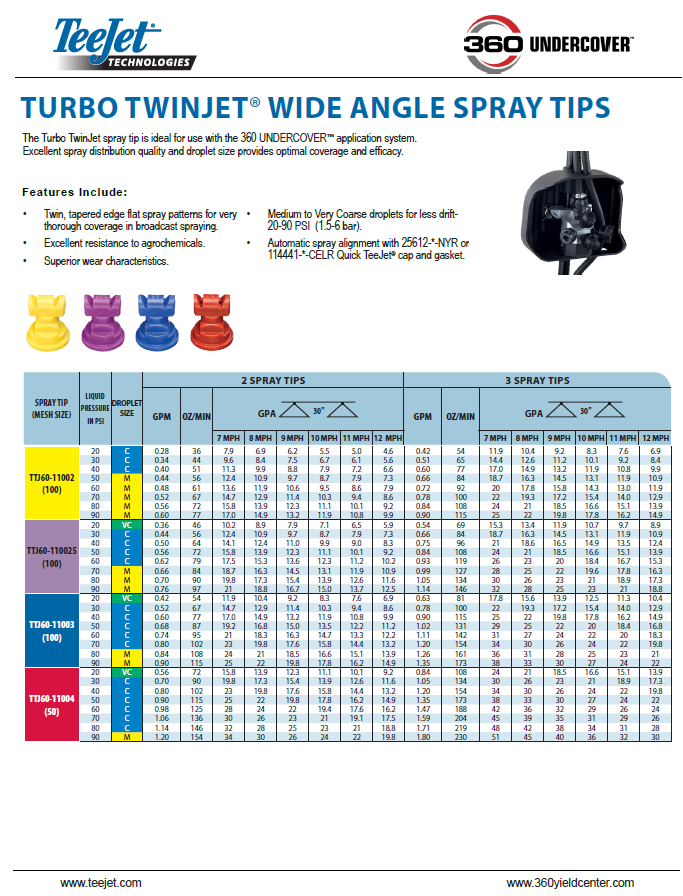 TeeJet®
TECHNOLOGIES
360 UNDERCOVER™
TURBO TWINJET® WIDE ANGLE SPRAY TIPS
The Turbo TwinJet spray tip is ideal for use with the 360 UNDERCOVER™ application system.
Excellent spray distribution quality and droplet size provides optimal coverage and efficacy.
Features Include:
• Twin, tapered edge flat spray patterns for very
thorough coverage in broadcast spraying.
• Excellent resistance to agrochemicals.
• Superior wear characteristics.
• Medium to Very Coarse droplets for less drift-
20-90 PSI (1.5-6 bar).
• Automatic spray alignment with 25612-*-NYR or
114441-*-CELR Quick TeeJet® cap and gasket.
2 SPRAY TIPS 3 SPRAY TIPS
SPRAY TIP
(MESH SIZE)
LIQUID
PRESSURE
IN PSI
DROPLET
SIZE
GPM OZ/MIN GPA 30" GPM OZ/MIN GPA 30"
7 MPH 8 MPH 9 MPH 10 MPH 11 MPH 12 MPH 7 MPH 8 MPH 9 MPH 10 MPH 11 MPH 12 MPH
TTJ60-11002
(100)
20 C 0.28 36 7.9 6.9 6.2 5.5 5.0 4.6 0.42 54 11.9 10.4 9.2 8.3 7.6 6.9
30 C 0.34 44 9.6 8.4 7.5 6.7 6.1 5.6 0.51 65 14.4 12.6 11.2 10.1 9.2 8.4
40 C 0.40 51 11.3 9.9 8.8 7.9 7.2 6.6 0.60 77 17.0 14.9 13.2 11.9 10.8 9.9
50 M 0.44 56 12.4 10.9 9.7 8.7 7.9 7.3 0.66 84 18.7 16.3 14.5 13.1 11.9 10.9
60 M 0.48 61 13.6 11.9 10.6 9.5 8.6 7.9 0.72 92 20 17.8 15.8 14.3 13.0 11.9
70 M 0.52 67 14.7 12.9 11.4 10.3 9.4 8.6 0.78 100 22 19.3 17.2 15.4 14.0 12.9
80 M 0.56 72 15.8 13.9 12.3 11.1 10.1 9.2 0.84 108 24 21 18.5 16.6 15.1 13.9
90 M 0.60 77 17.0 14.9 13.2 11.9 10.8 9.9 0.90 115 25 22 19.8 17.8 16.2 14.9
TTJ60-110025
(100)
20 VC 0.36 46 10.2 8.9 7.9 7.1 6.5 5.9 0.54 69 15.3 13.4 11.9 10.7 9.7 8.9
30 C 0.44 56 12.4 10.9 9.7 8.7 7.9 7.3 0.66 84 18.7 16.3 14.5 13.1 11.9 10.9
40 C 0.50 64 14.1 12.4 11.0 9.9 9.0 8.3 0.75 96 21 18.6 16.5 14.9 13.5 12.4
50 C 0.56 72 15.8 13.9 12.3 11.1 10.1 9.2 0.84 108 24 21 18.5 16.6 15.1 13.9
60 C 0.62 79 17.5 15.3 13.6 12.3 11.2 10.2 0.93 119 26 23 20 18.4 16.7 15.3
70 M 0.66 84 18.7 16.3 14.5 13.1 11.9 10.9 0.99 127 28 25 22 19.6 17.8 16.3
80 M 0.70 90 19.8 17.3 15.4 13.9 12.6 11.6 1.05 134 30 26 23 21 18.9 17.3
90 M 0.76 97 21 18.8 16.7 15.0 13.7 12.5 1.14 146 32 28 25 23 21 18.8
TTJ60-11003
(100)
20 VC 0.42 54 11.9 10.4 9.2 8.3 7.6 6.9 0.63 81 17.8 15.6 13.9 12.5 11.3 10.4
30 C 0.52 67 14.7 12.9 11.4 10.3 9.4 8.6 0.78 100 22 19.3 17.2 15.4 14.0 12.9
40 C 0.60 77 17.0 14.9 13.2 11.9 10.8 9.9 0.90 115 25 22 19.8 17.8 16.2 14.9
50 C 0.68 87 19.2 16.8 15.0 13.5 12.2 11.2 1.02 131 29 25 22 20 18.4 16.8
60 C 0.74 95 21 18.3 16.3 14.7 13.3 12.2 1.11 142 31 27 24 22 20 18.3
70 C 0.80 102 23 19.8 17.6 15.8 14.4 13.2 1.20 154 34 30 26 24 22 19.8
80 M 0.84 108 24 21 18.5 16.6 15.1 13.9 1.26 161 36 31 28 25 23 21
90 M 0.90 115 25 22 19.8 17.8 16.2 14.9 1.35 173 38 33 30 27 24 22
TTJ60-11004
(50)
20 VC 0.56 72 15.8 13.9 12.3 11.1 10.1 9.2 0.84 108 24 21 18.5 16.6 15.1 13.9
30 C 0.70 90 19.8 17.3 15.4 13.9 12.6 11.6 1.05 134 30 26 23 21 18.9 17.3
40 C 0.80 102 23 19.8 17.6 15.8 14.4 13.2 1.20 154 34 30 26 24 22 19.8
50 C 0.90 115 25 22 19.8 17.8 16.2 14.9 1.35 173 38 33 30 27 24 22
60 C 0.98 125 28 24 22 19.4 17.6 16.2 1.47 188 42 36 32 29 26 24
70 C 1.06 136 30 26 23 21 19.1 17.5 1.59 204 45 39 35 31 29 26
80 C 1.14 146 32 28 25 23 21 18.8 1.71 219 48 42 38 34 31 28
90 M 1.20 154 34 30 26 24 22 19.8 1.80 230 51 45 40 36 32 30
www.teejet.com www.360yieldcenter.com